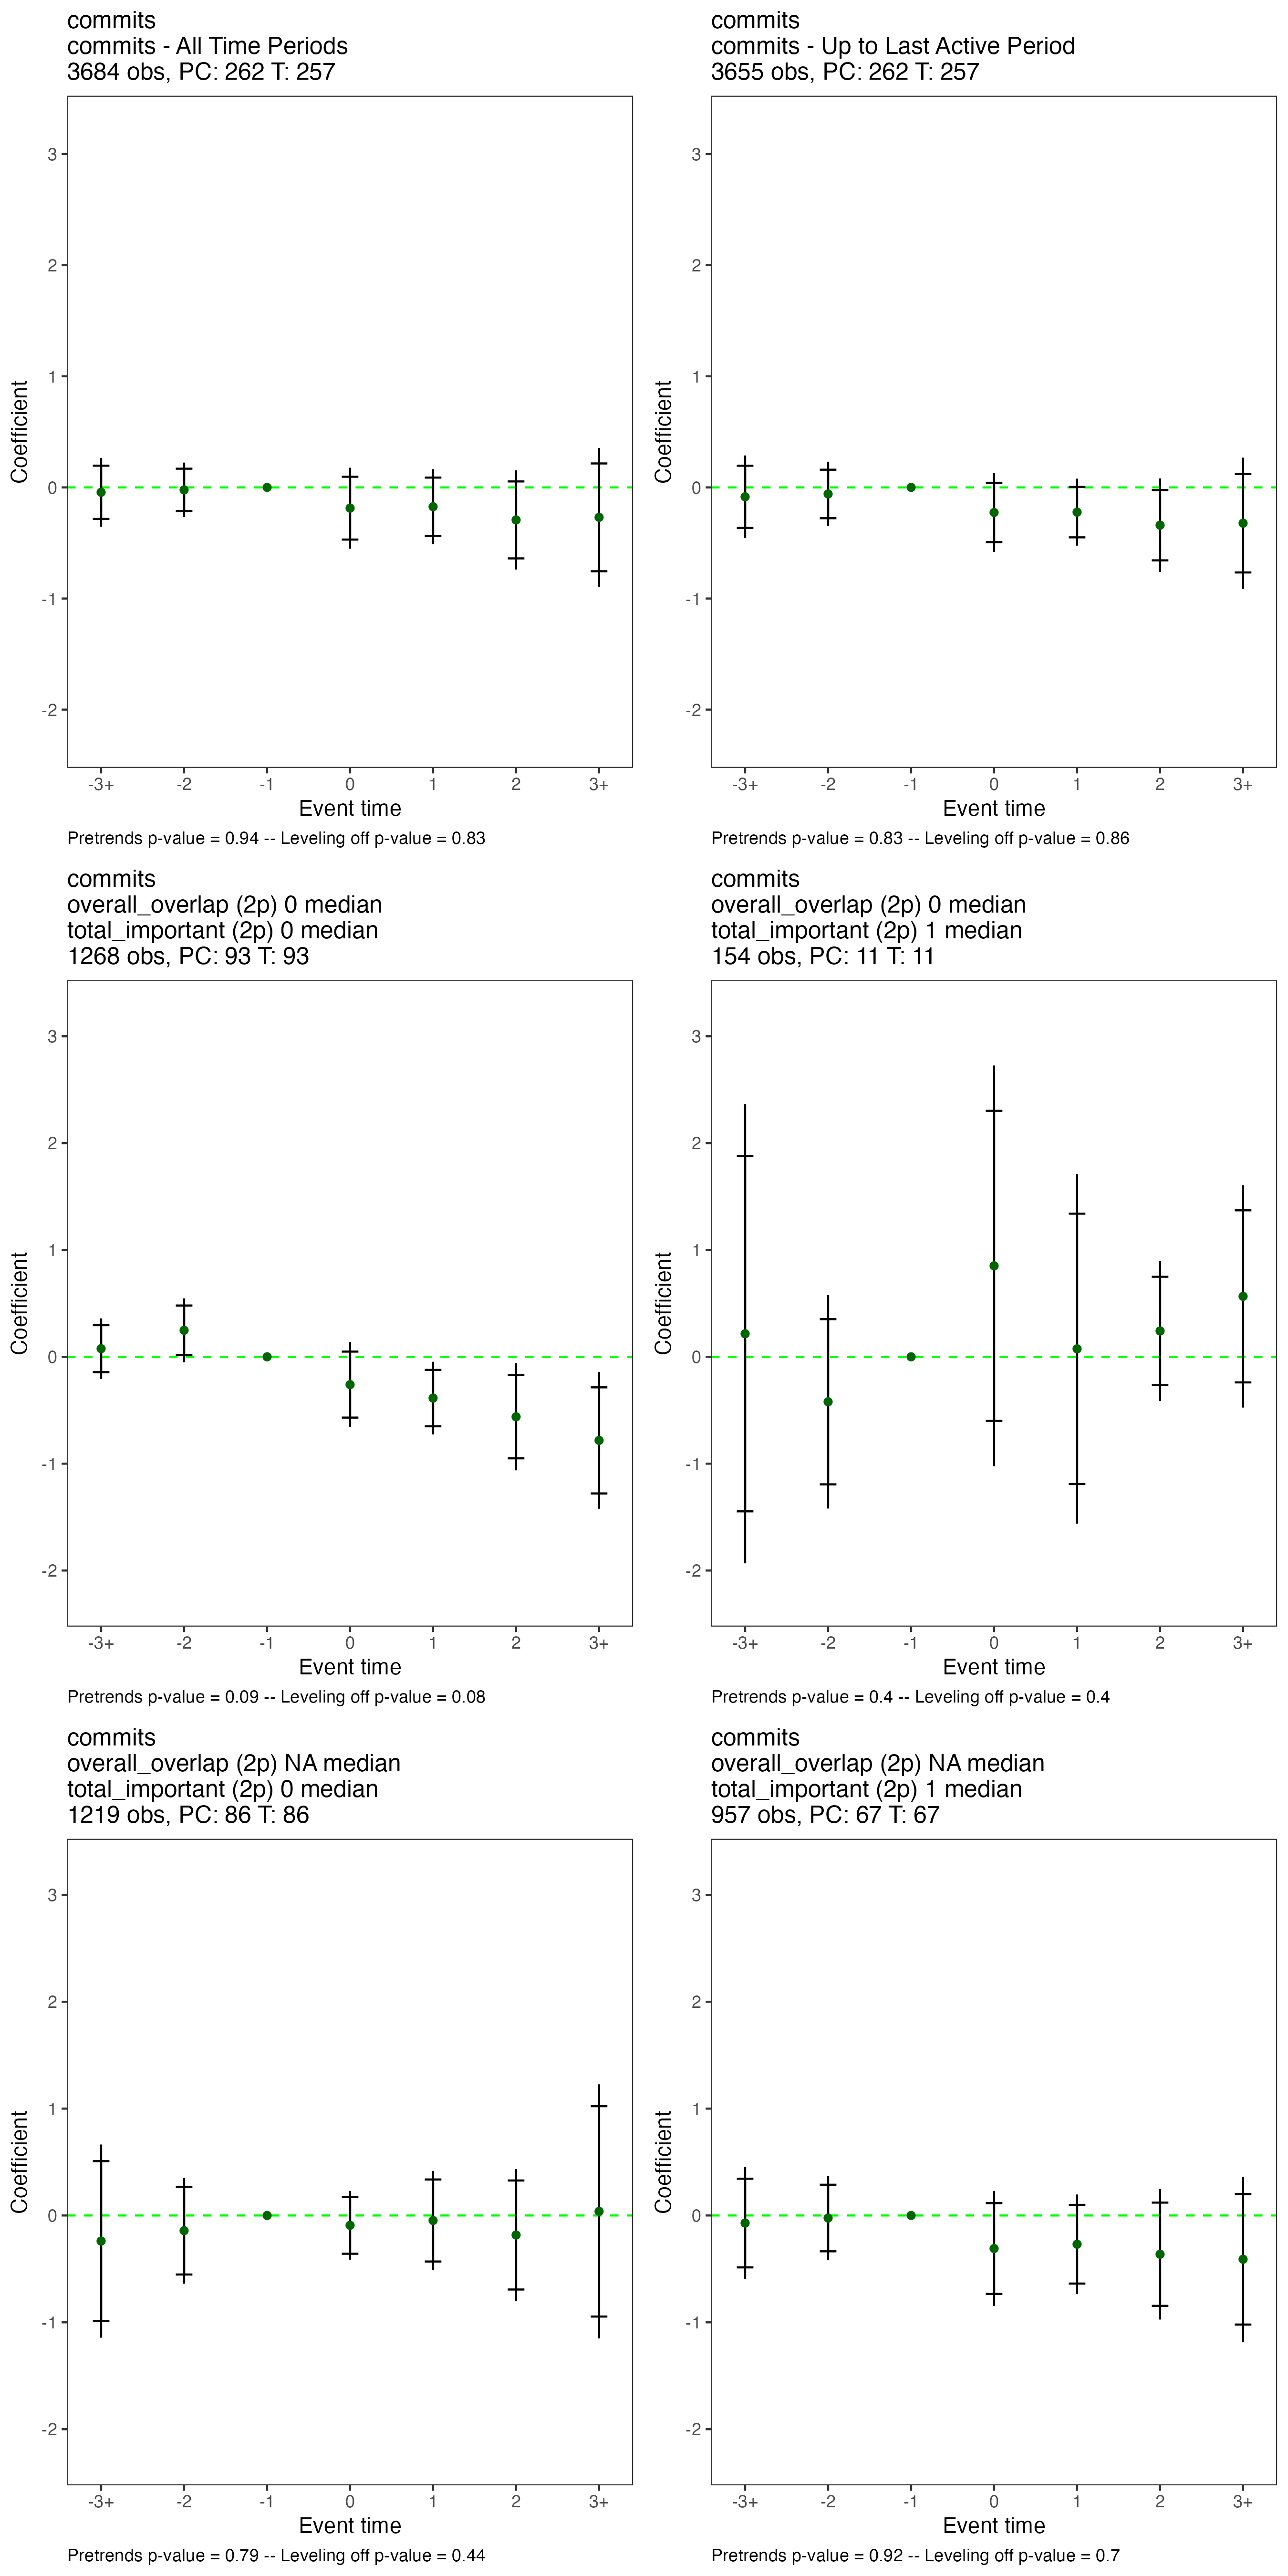 commits
commits - All Time Periods
3684 obs, PC: 262 T: 257
Coefficient
3
2
1
0
-1
-2
-3+ -2 -1 0 1 2 3+
Event time
Pretrends p-value = 0.94 -- Leveling off p-value = 0.83
commits
commits - Up to Last Active Period
3655 obs, PC: 262 T: 257
Coefficient
3
2
1
0
-1
-2
-3+ -2 -1 0 1 2 3+
Event time
Pretrends p-value = 0.83 -- Leveling off p-value = 0.86
commits
overall_overlap (2p) 0 median
total_important (2p) 0 median
1268 obs, PC: 93 T: 93
Coefficient
3
2
1
0
-1
-2
-3+ -2 -1 0 1 2 3+
Event time
Pretrends p-value = 0.09 -- Leveling off p-value = 0.08
commits
overall_overlap (2p) 0 median
total_important (2p) 1 median
154 obs, PC: 11 T: 11
Coefficient
3
2
1
0
-1
-2
-3+ -2 -1 0 1 2 3+
Event time
Pretrends p-value = 0.4 -- Leveling off p-value = 0.4
commits
overall_overlap (2p) NA median
total_important (2p) 0 median
1219 obs, PC: 86 T: 86
Coefficient
3
2
1
0
-1
-2
-3+ -2 -1 0 1 2 3+
Event time
Pretrends p-value = 0.79 -- Leveling off p-value = 0.44
commits
overall_overlap (2p) NA median
total_important (2p) 1 median
957 obs, PC: 67 T: 67
Coefficient
3
2
1
0
-1
-2
-3+ -2 -1 0 1 2 3+
Event time
Pretrends p-value = 0.92 -- Leveling off p-value = 0.7